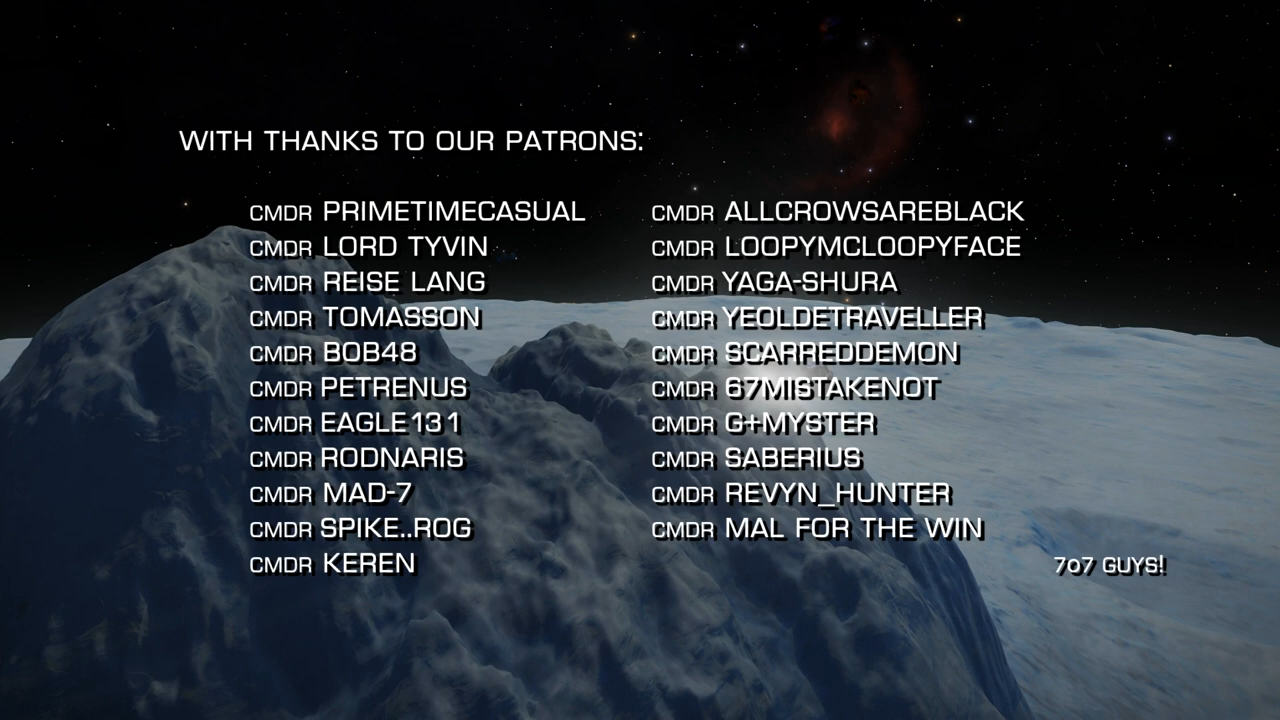 WITH THANKS TO OUR PATRONS:
CMDR PRIMETIMECASUAL
CMDR LORD TYVIN
CMDR REISE LANG
CMDR TOMASSON
CMDR BOB48
CMDR PETRENUS
CMDR EAGLE131
CMDR RODNARIS
CMDR MAD-7
CMDR SPIKE..ROG
CMDR KEREN
CMDR ALLCROWSAREBLACK
CMDR LOOPYMCLOOPYFACE
CMDR YAGA-SHURA
CMDR YEOLDETRAVELLER
CMDR SCARREDDEMON
CMDR 67MISTAKENOT
CMDR G+MYSTER
CMDR SABERIUS
CMDR REVYN_HUNTER
CMDR MAL FOR THE WIN
7o7 GUYS!